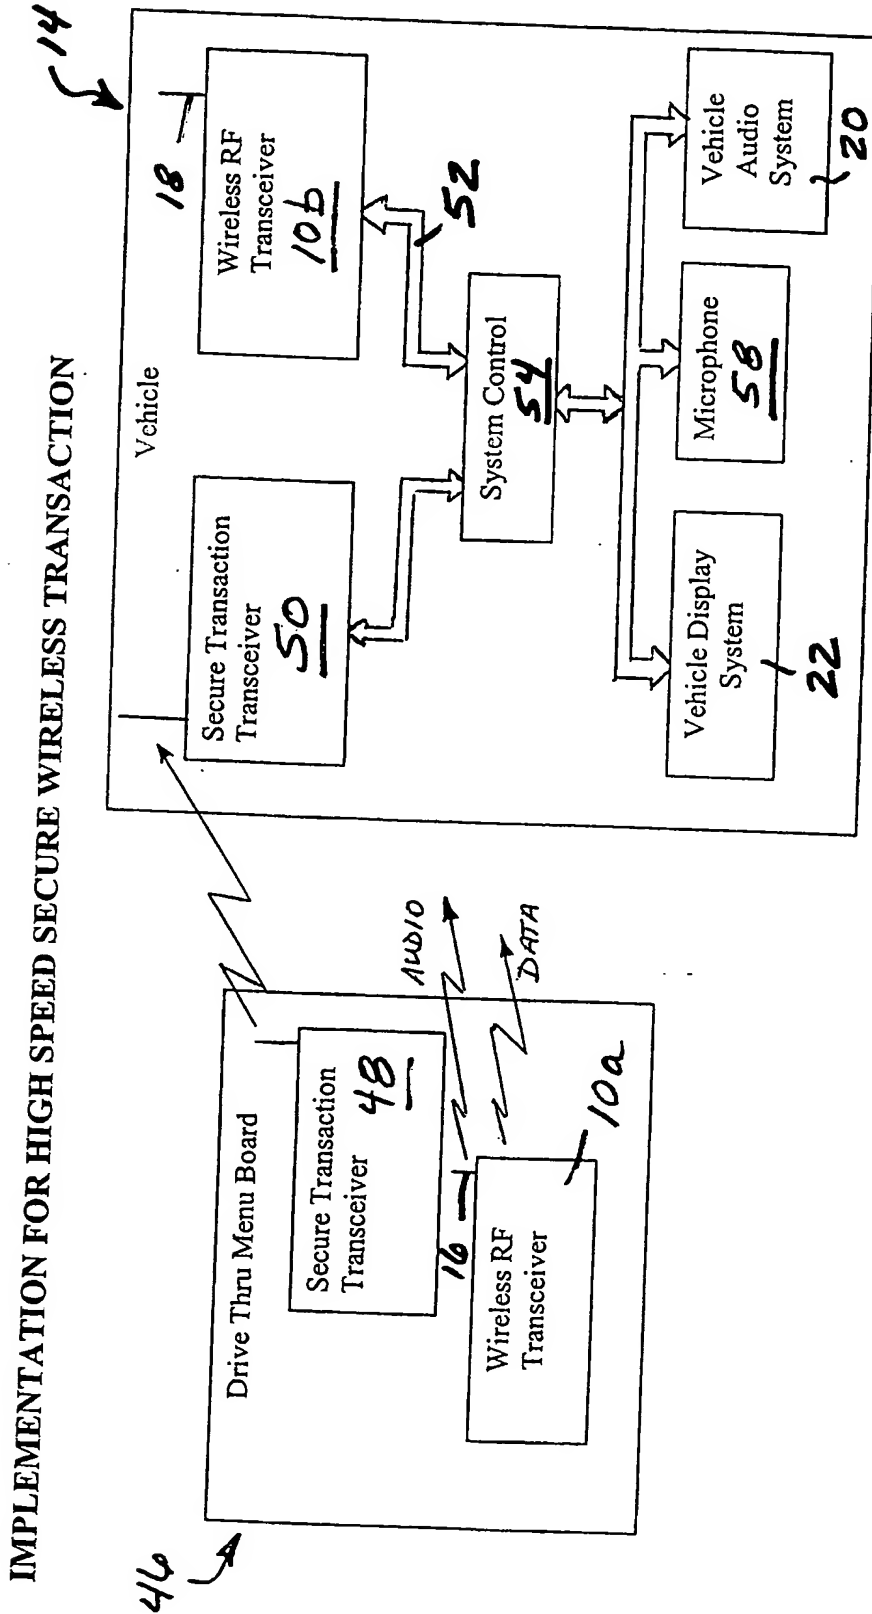 IMPLEMENTATION FOR HIGH SPEED SECURE WIRELESS TRANSACTION
46
Drive Thru Menu Board
Secure Transaction
Transceiver
48
16
Wireless RF
Transceiver
10a
AUDIO
DATA
14
Vehicle
Secure Transaction
Transceiver
50
18
Wireless RF
Transceiver
10b
52
System Control
54
Vehicle Display
System
22
Microphone
58
Vehicle
Audio
System
20